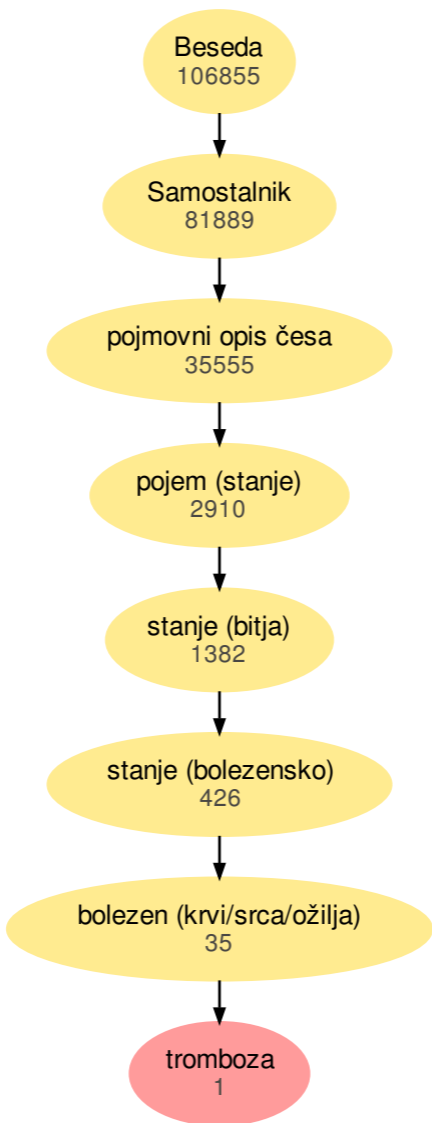 Beseda
106855
Samostalnik
81889
pojmovni opis česa
35555
pojem (stanje)
2910
stanje (bitja)
1382
stanje (bolezensko)
426
bolezen (krvi/srca/ožilja)
35
tromboza
1